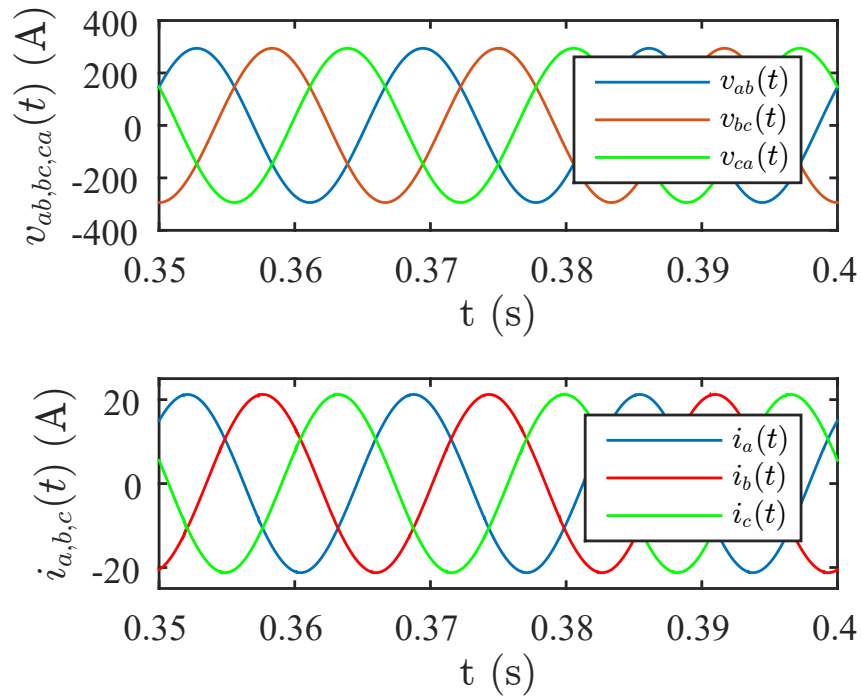 v_{ab,bc,ca}(t) (A)
400
200
0
-200
-400
v_{ab}(t)
v_{bc}(t)
v_{ca}(t)
0.35 0.36 0.37 0.38 0.39 0.4
t (s)
i_{a,b,c}(t) (A)
20
0
-20
i_a(t)
i_b(t)
i_c(t)
0.35 0.36 0.37 0.38 0.39 0.4
t (s)